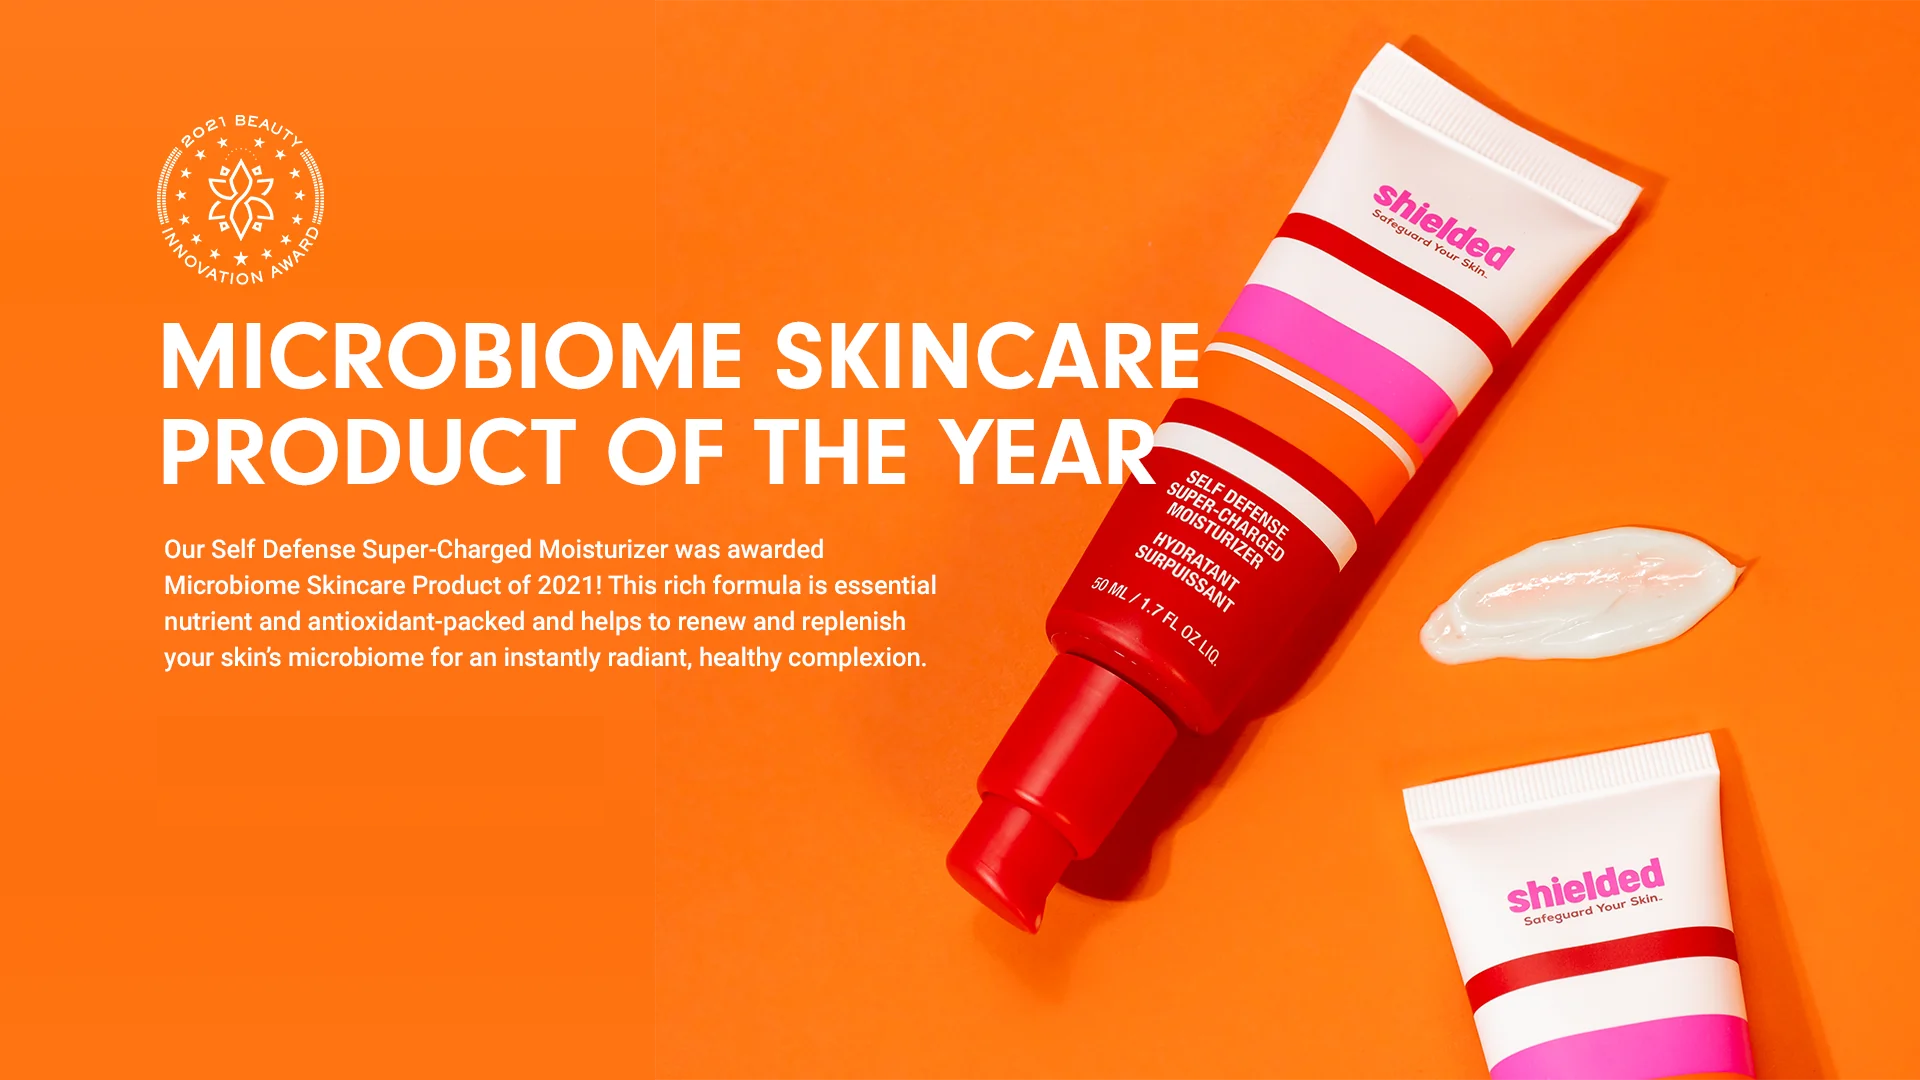 2021 BEAUTY
INNOVATION AWARD
MICROBIOME SKINCARE
PRODUCT OF THE YEAR
Our Self Defense Super-Charged Moisturizer was awarded
Microbiome Skincare Product of 2021! This rich formula is essential
nutrient and antioxidant-packed and helps to renew and replenish
your skin’s microbiome for an instantly radiant, healthy complexion.
shielded
Safeguard Your Skin™
SELF DEFENSE
SUPER-CHARGED
MOISTURIZER
HYDRATANT
SURPUISSANT
50 ML / 1.7 FL OZ LIQ.
shielded
Safeguard Your Skin™